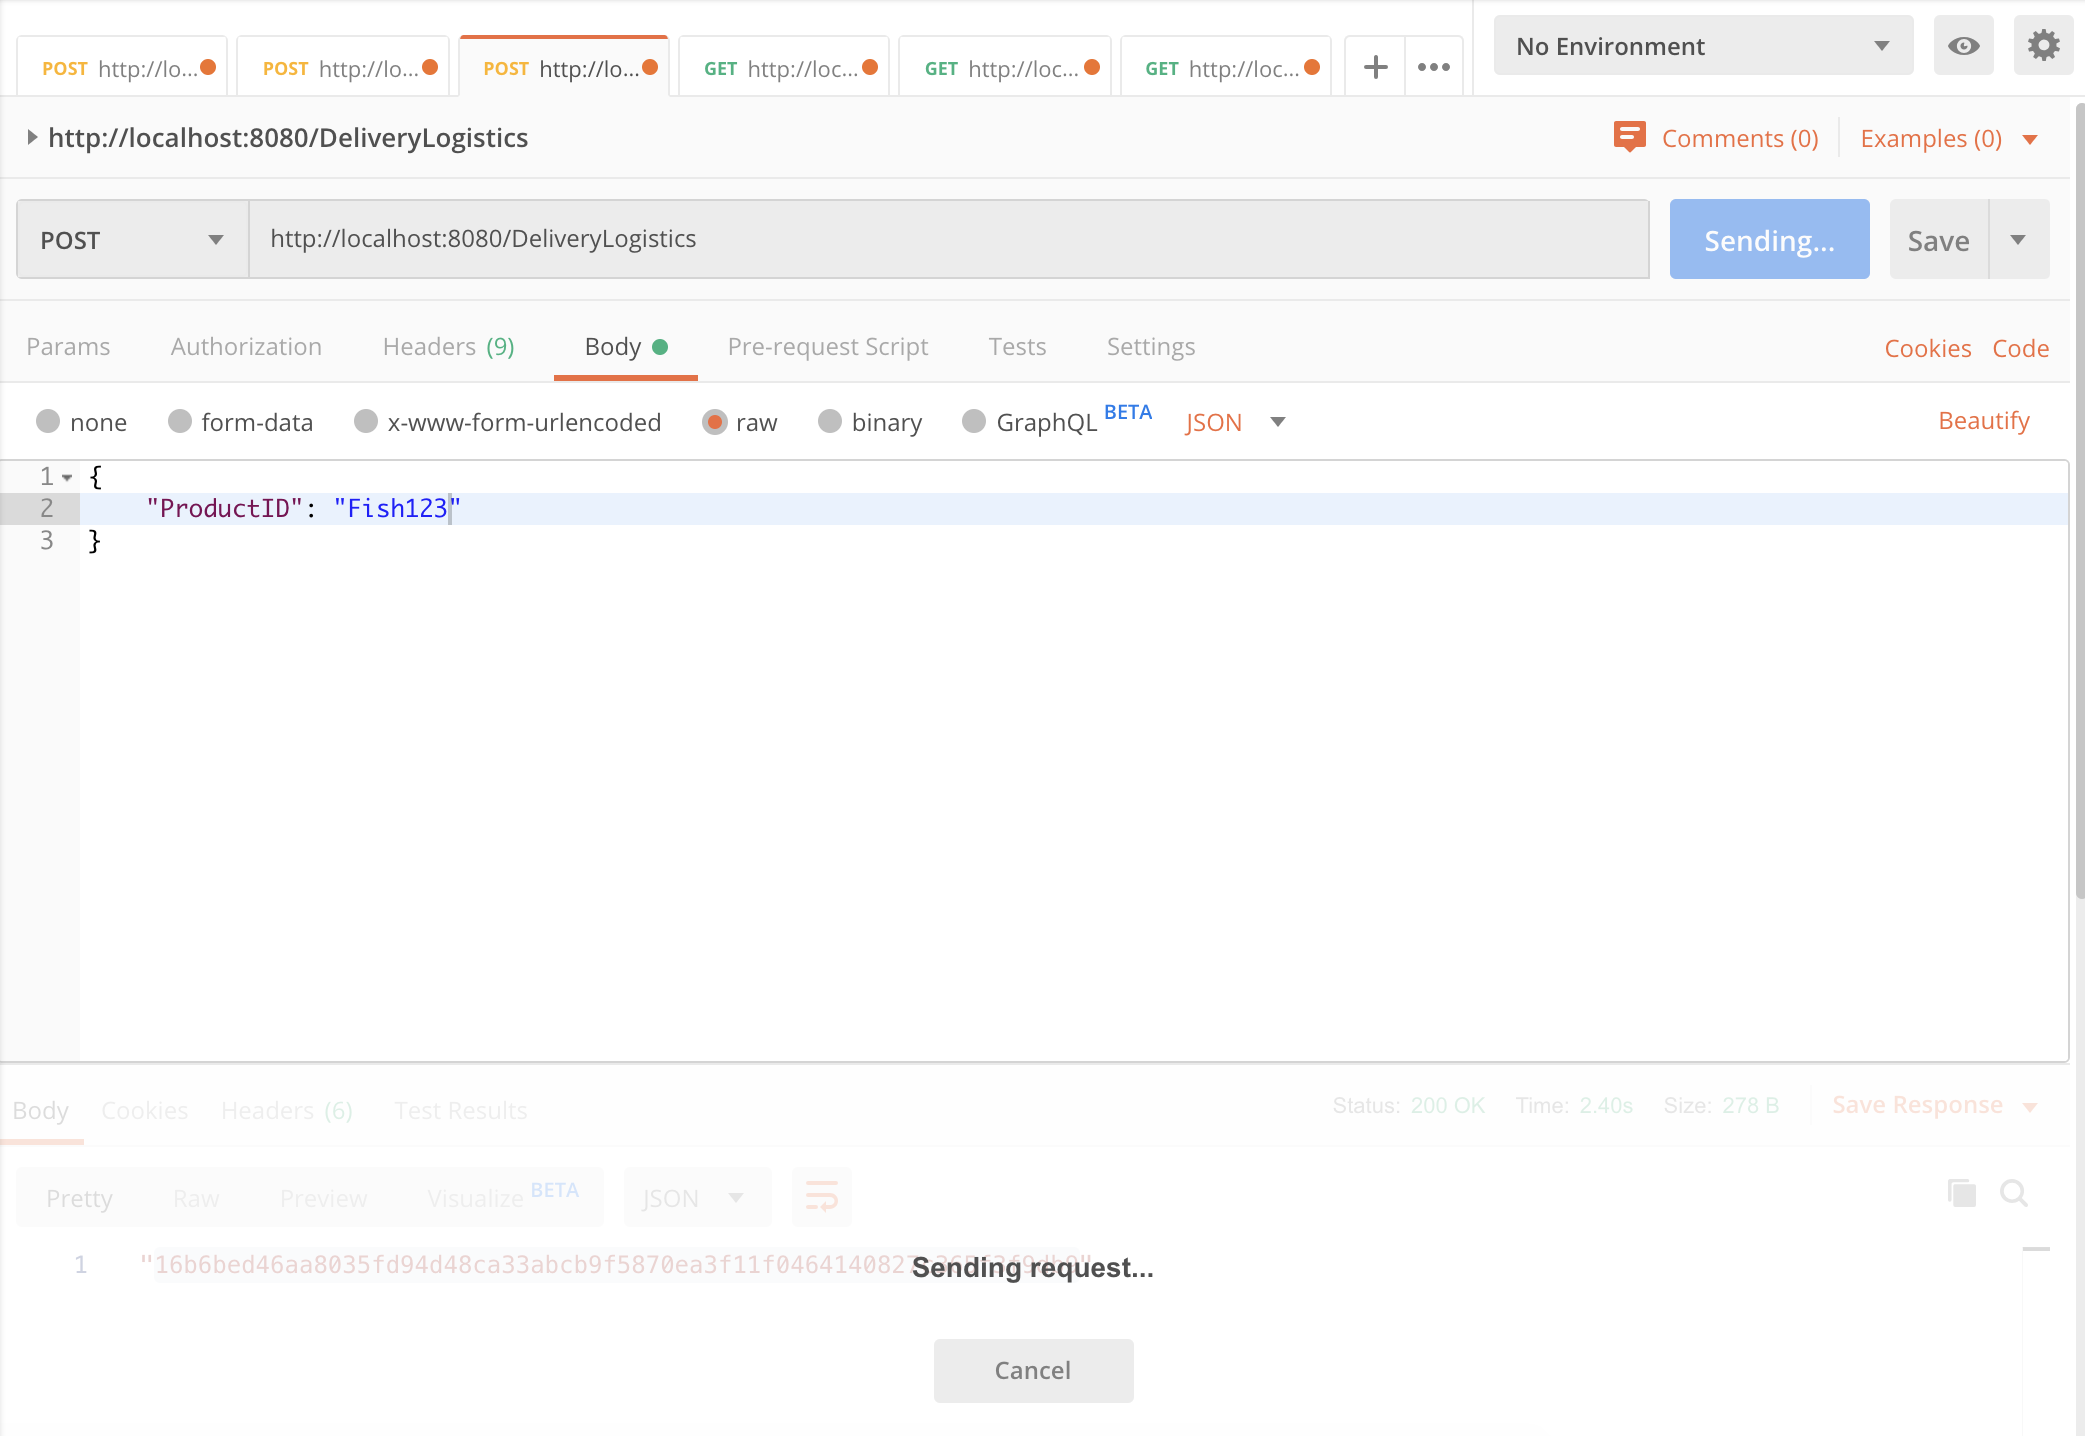 POST http://lo...
POST http://lo...
POST http://lo...
GET http://loc...
GET http://loc...
GET http://loc...
No Environment
http://localhost:8080/DeliveryLogistics
Comments (0)
Examples (0)
POST
http://localhost:8080/DeliveryLogistics
Sending...
Save
Params
Authorization
Headers (9)
Body
Pre-request Script
Tests
Settings
Cookies
Code
none
form-data
x-www-form-urlencoded
raw
binary
GraphQL BETA
JSON
Beautify
1 {
2 "ProductID": "Fish123"
3 }
Body
Cookies
Headers (6)
Test Results
Status: 200 OK
Time: 2.40s
Size: 278 B
Save Response
Pretty
Raw
Preview
Visualize BETA
JSON
1
Sending request...
Cancel